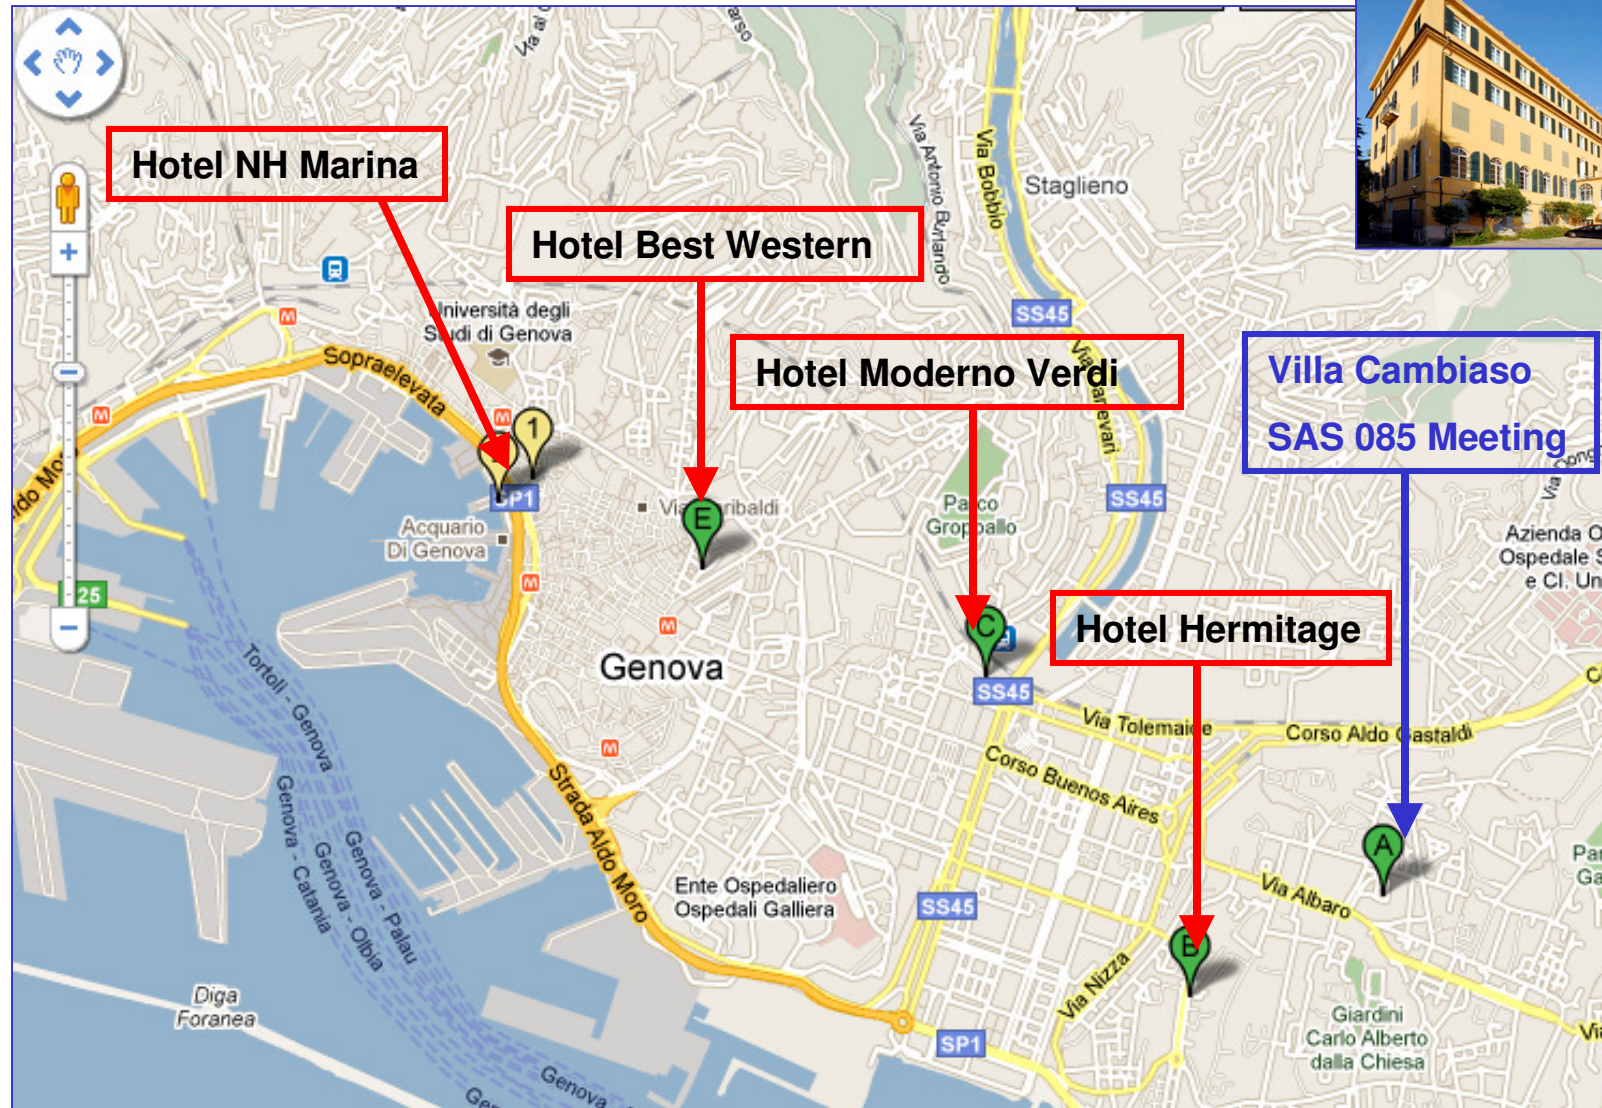 Via al
Hotel NH Marina
Hotel Best Western
Hotel Moderno Verdi
Villa Cambiaso
SAS 085 Meeting
Hotel Hermitage
Via Antonio Burlando
Via Bobbio
Staglieno
SS45
M
Università degli
Studi di Genova
Sopraelevata
M
M
1
SP1
Acquario
Di Genova
E
Parco
Groppallo
SS45
Azienda O
Ospedale S
e Cl. Un
25
M
M
Genova
C
SS45
Tortoli - Genova
Via Tolemaide
Corso Aldo Gastaldi
Corso Buenos Aires
M
Strada Aldo Moro
Genova - Palau
Genova - Olbia
Genova - Catania
A
Ente Ospedaliero
Ospedali Galliera
SS45
Via Albaro
B
Via Nizza
Diga
Foranea
Giardini
Carlo Alberto
dalla Chiesa
SP1
Genova